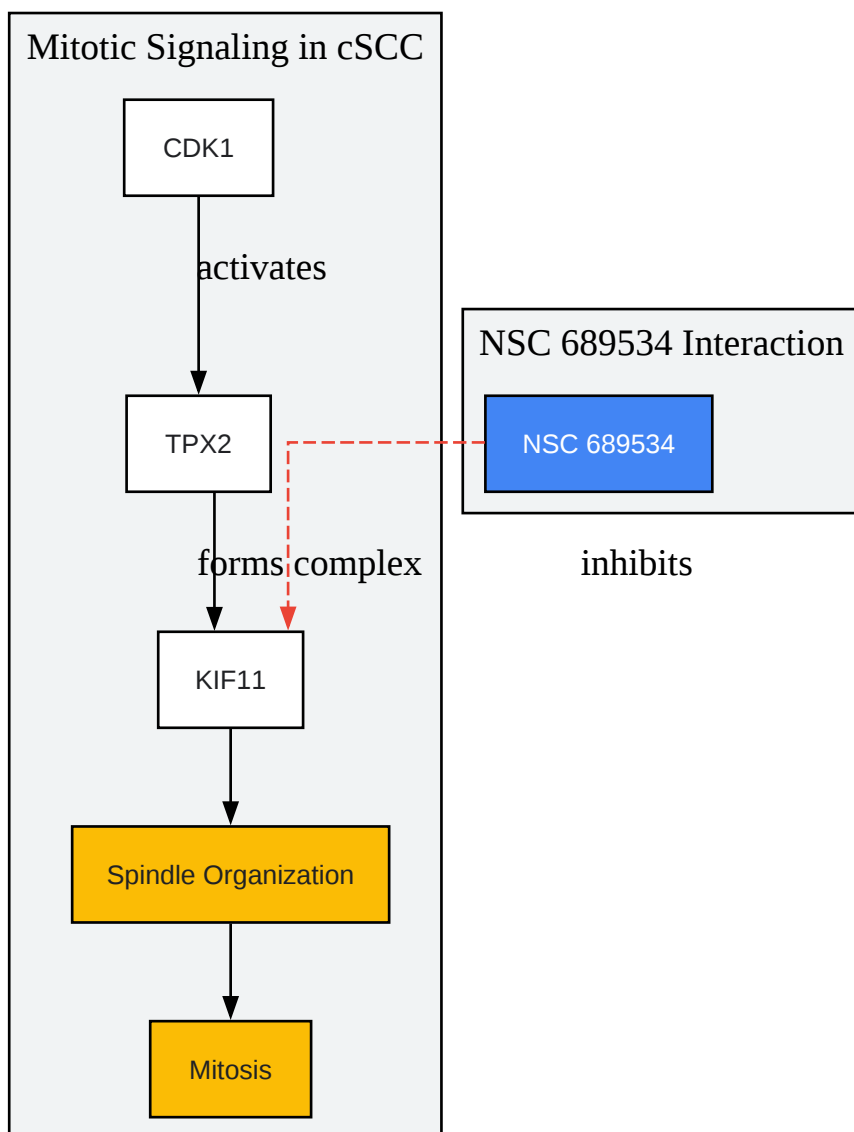 Mitotic Signaling in cSCC
CDK1
activates
NSC 689534 Interaction
TPX2
NSC 689534
forms complex
inhibits
KIF11
Spindle Organization
Mitosis